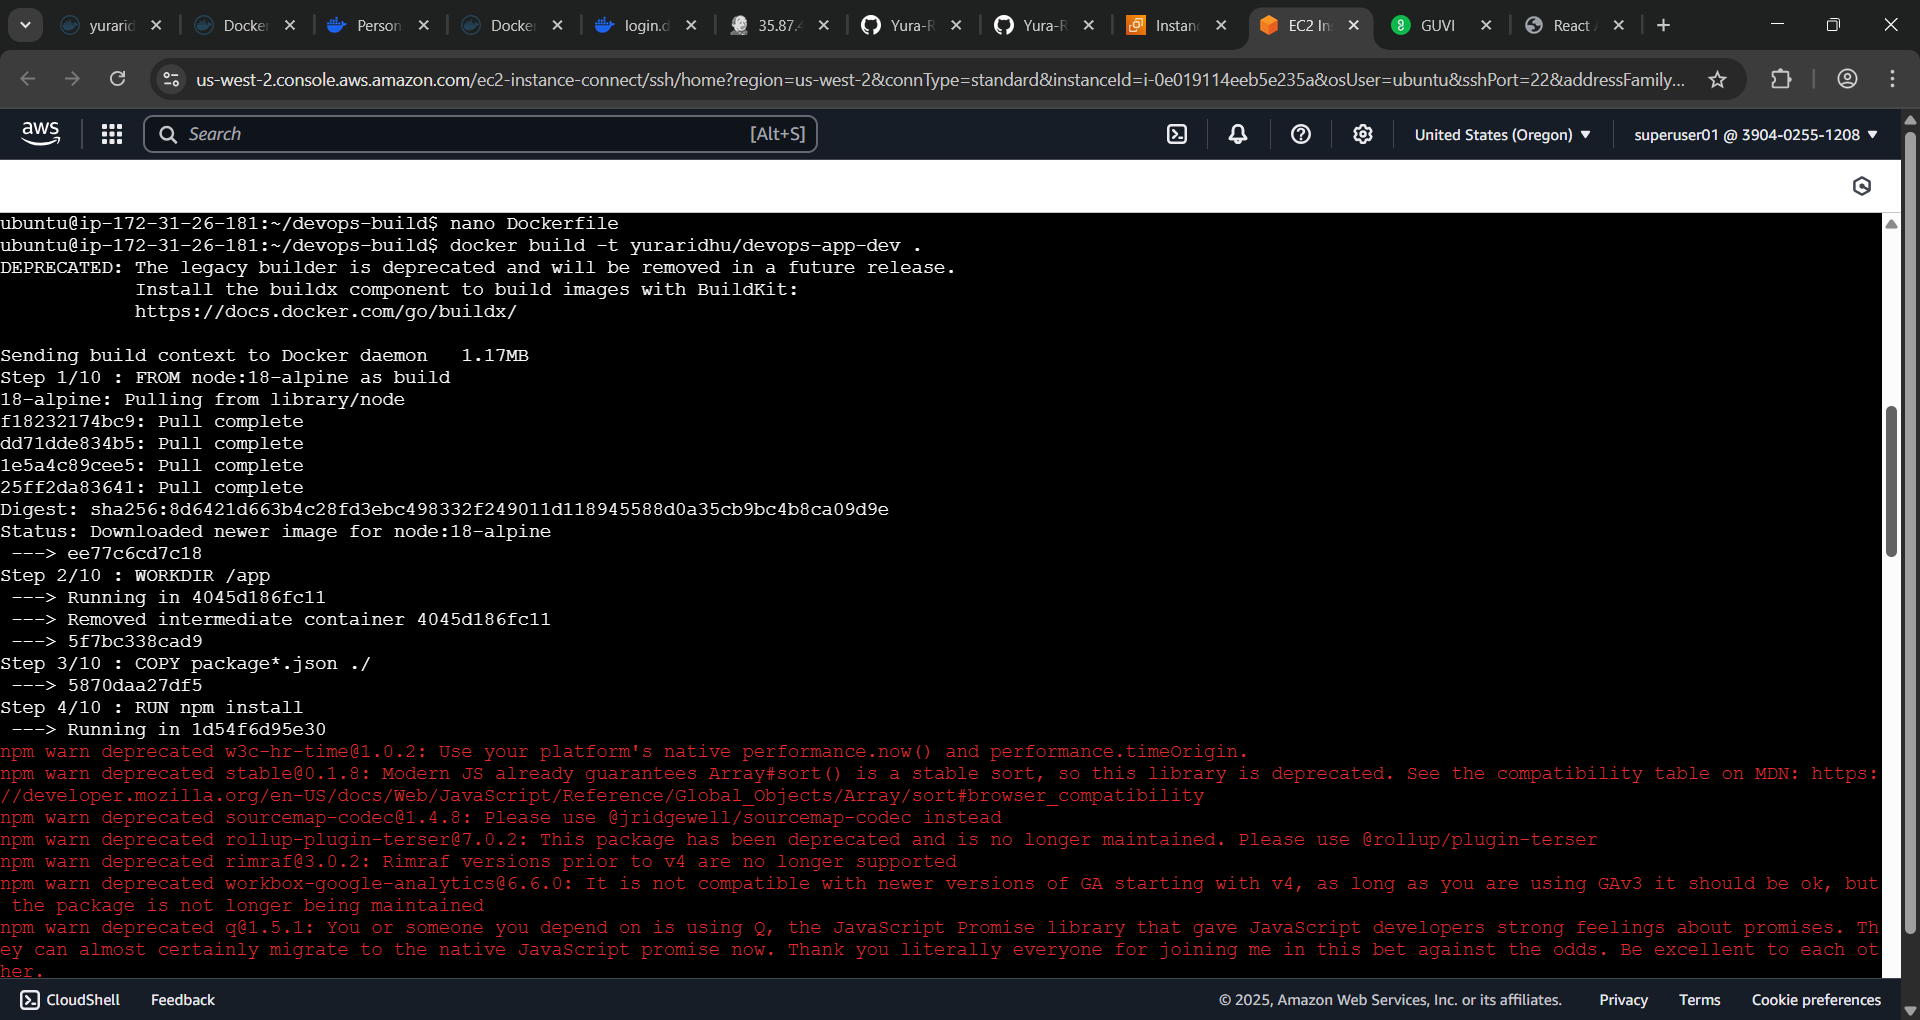 yurarid
Docker
Person
Docker
login.d
35.87.
Yura-R
Yura-R
Instanc
EC2 In
GUVI
React
us-west-2.console.aws.amazon.com/ec2-instance-connect/ssh/home?region=us-west-2&connType=standard&instanceId=i-0e019114eeb5e235a&osUser=ubuntu&sshPort=22&addressFamily...
aws
Search
[Alt+S]
United States (Oregon)
superuser01 @ 3904-0255-1208
ubuntu@ip-172-31-26-181:~/devops-build$ nano Dockerfile
ubuntu@ip-172-31-26-181:~/devops-build$ docker build -t yuraridhu/devops-app-dev .
DEPRECATED: The legacy builder is deprecated and will be removed in a future release.
Install the buildx component to build images with BuildKit:
https://docs.docker.com/go/buildx/
Sending build context to Docker daemon 1.17MB
Step 1/10 : FROM node:18-alpine as build
18-alpine: Pulling from library/node
f18232174bc9: Pull complete
dd71dde834b5: Pull complete
1e5a4c89cee5: Pull complete
25ff2da83641: Pull complete
Digest: sha256:8d6421d663b4c28fd3ebc498332f249011d118945588d0a35cb9bc4b8ca09d9e
Status: Downloaded newer image for node:18-alpine
---> ee77c6cd7c18
Step 2/10 : WORKDIR /app
---> Running in 4045d186fc11
---> Removed intermediate container 4045d186fc11
---> 5f7bc338cad9
Step 3/10 : COPY package*.json ./
---> 5870daa27df5
Step 4/10 : RUN npm install
---> Running in 1d54f6d95e30
npm warn deprecated w3c-hr-time@1.0.2: Use your platform's native performance.now() and performance.timeOrigin.
npm warn deprecated stable@0.1.8: Modern JS already guarantees Array#sort() is a stable sort, so this library is deprecated. See the compatibility table on MDN: https:
//developer.mozilla.org/en-US/docs/Web/JavaScript/Reference/Global_Objects/Array/sort#browser_compatibility
npm warn deprecated sourcemap-codec@1.4.8: Please use @jridgewell/sourcemap-codec instead
npm warn deprecated rollup-plugin-terser@7.0.2: This package has been deprecated and is no longer maintained. Please use @rollup/plugin-terser
npm warn deprecated rimraf@3.0.2: Rimraf versions prior to v4 are no longer supported
npm warn deprecated workbox-google-analytics@6.6.0: It is not compatible with newer versions of GA starting with v4, as long as you are using GAv3 it should be ok, but
the package is not longer being maintained
npm warn deprecated q@1.5.1: You or someone you depend on is using Q, the JavaScript Promise library that gave JavaScript developers strong feelings about promises. Th
ey can almost certainly migrate to the native JavaScript promise now. Thank you literally everyone for joining me in this bet against the odds. Be excellent to each ot
her.
CloudShell
Feedback
© 2025, Amazon Web Services, Inc. or its affiliates.
Privacy
Terms
Cookie preferences